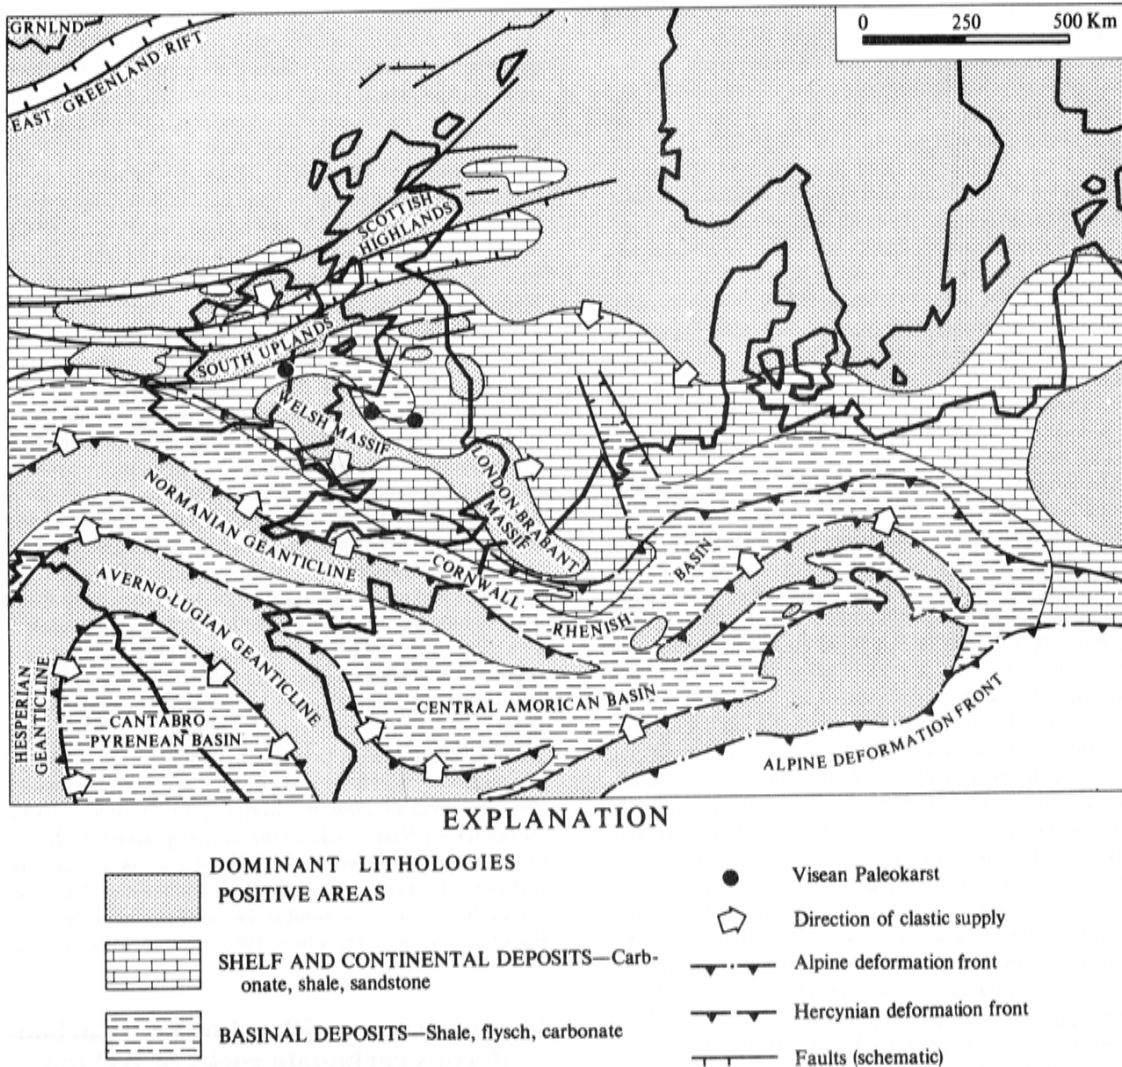 GRNLND
EAST GREENLAND RIFT
0 250 500 Km
SCOTTISH
HIGHLANDS
SOUTH UPLANDS
WELSH MASSIF
LONDON-BRABANT
MASSIF
NORMANIAN GEANTICLINE
CORNWALL
BASIN
RHENISH
AVERNO-LUGIAN GEANTICLINE
HESPERIAN
GEANTICLINE
CANTABRO
PYRENEAN BASIN
CENTRAL AMORICAN BASIN
ALPINE DEFORMATION FRONT
EXPLANATION
DOMINANT LITHOLOGIES
POSITIVE AREAS
SHELF AND CONTINENTAL DEPOSITS—Carb-
onate, shale, sandstone
BASINAL DEPOSITS—Shale, flysch, carbonate
Visean Paleokarst
Direction of clastic supply
Alpine deformation front
Hercynian deformation front
Faults (schematic)